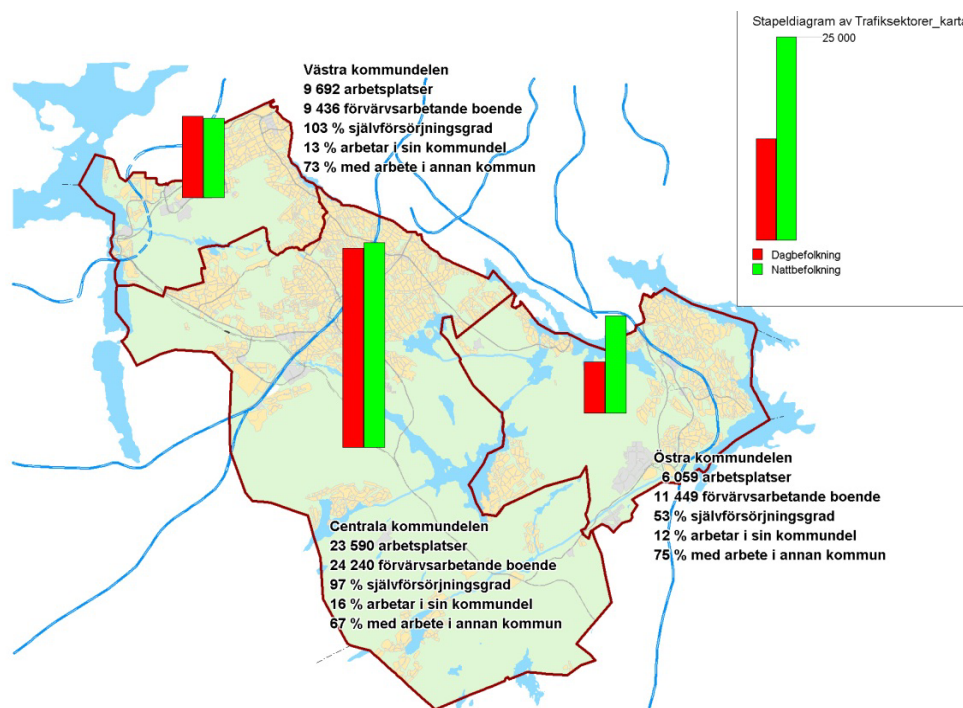 Stapeldiagram av Trafiksektorer_karta
25 000
Dagbefolkning
Nattbefolkning
Västra kommundelen
9 692 arbetsplatser
9 436 förvärvsarbetande boende
103 % självförsörjningsgrad
13 % arbetar i sin kommundel
73 % med arbete i annan kommun
Östra kommundelen
6 059 arbetsplatser
11 449 förvärvsarbetande boende
53 % självförsörjningsgrad
12 % arbetar i sin kommundel
75 % med arbete i annan kommun
Centrala kommundelen
23 590 arbetsplatser
24 240 förvärvsarbetande boende
97 % självförsörjningsgrad
16 % arbetar i sin kommundel
67 % med arbete i annan kommun